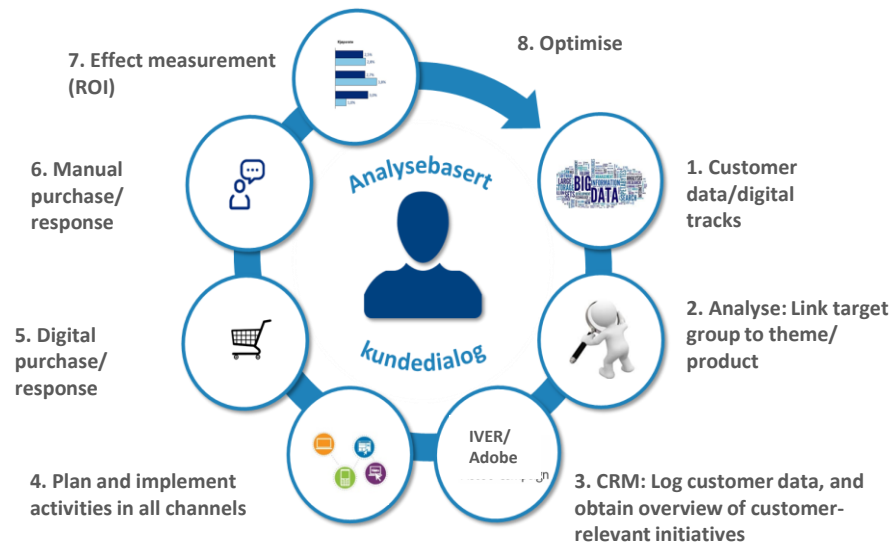 7. Effect measurement
(ROI)
8. Optimise
6. Manual
purchase/
response
Analysebasert
BIG
DATA
INFORMATION
1. Customer
data/digital
tracks
5. Digital
purchase/
response
kundedialog
2. Analyse: Link target
group to theme/
product
IVER/
Adobe
4. Plan and implement
activities in all channels
3. CRM: Log customer data, and
obtain overview of customer-
relevant initiatives